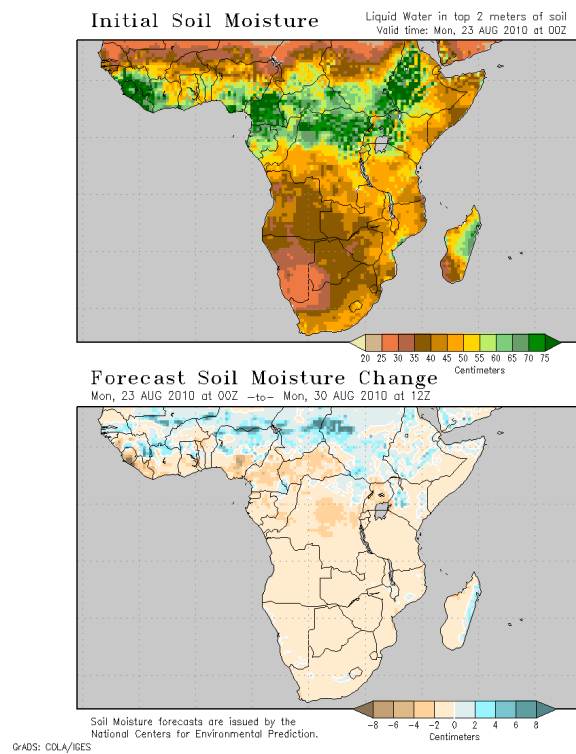 Initial Soil Moisture
Liquid Water in top 2 meters of soil
Valid time: Mon, 23 AUG 2010 at 00Z
20 25 30 35 40 45 50 55 60 65 70 75
Centimeters
Forecast Soil Moisture Change
Mon, 23 AUG 2010 at 00Z -to- Mon, 30 AUG 2010 at 12Z
-8 -6 -4 -2 0 2 4 6 8
Centimeters
Soil Moisture forecasts are issued by the
National Centers for Environmental Prediction.
GrADS: COLA/IGES